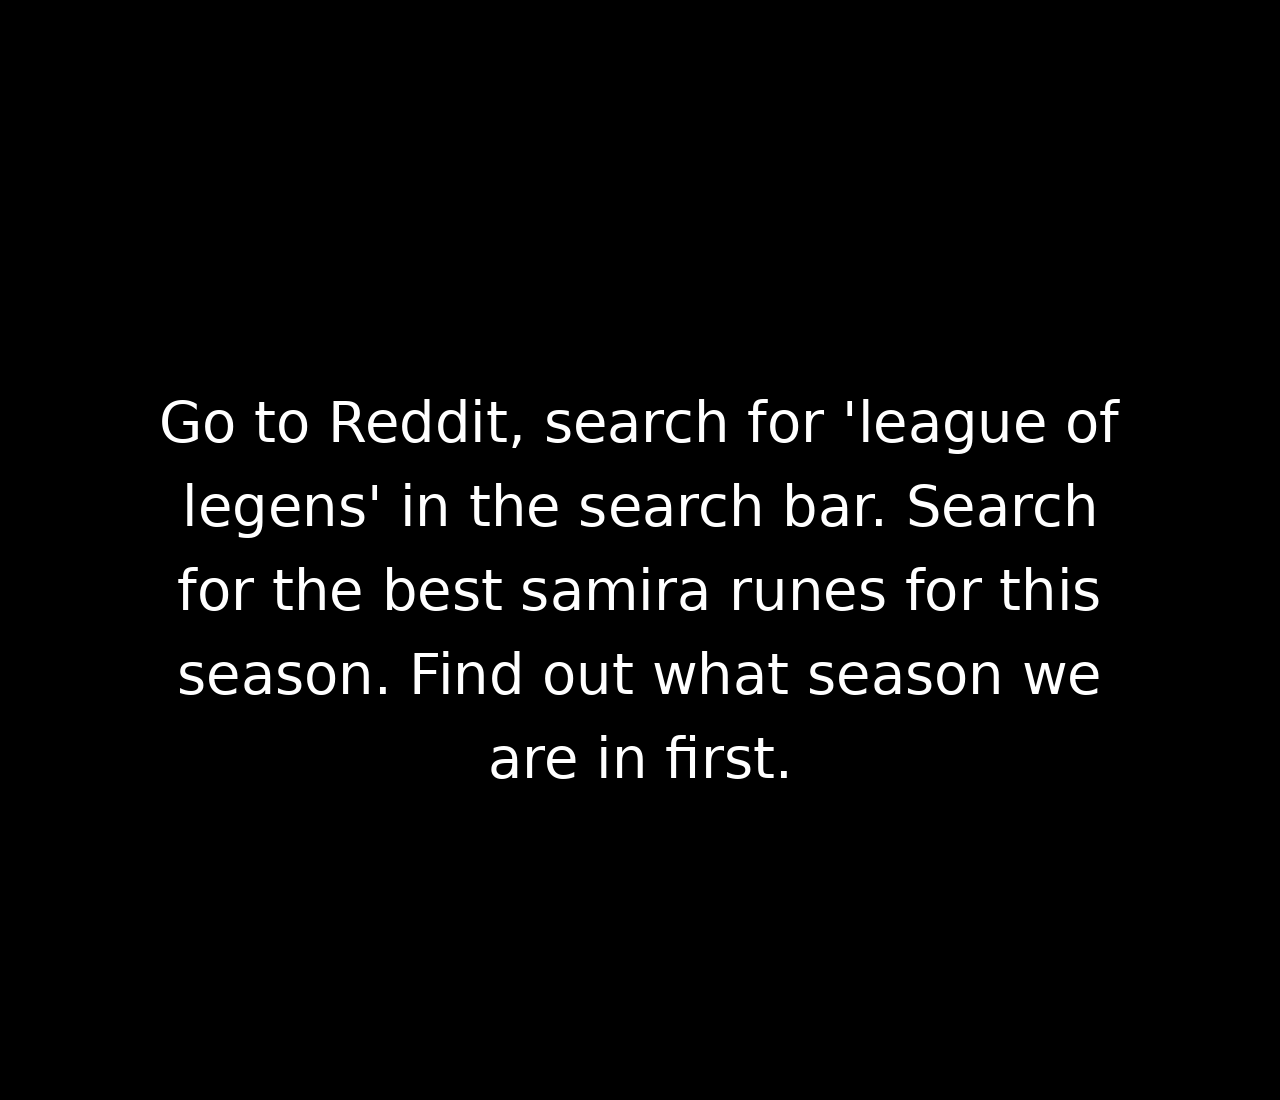 Go to Reddit, search for 'league of
legens' in the search bar. Search
for the best samira runes for this
season. Find out what season we
are in first.